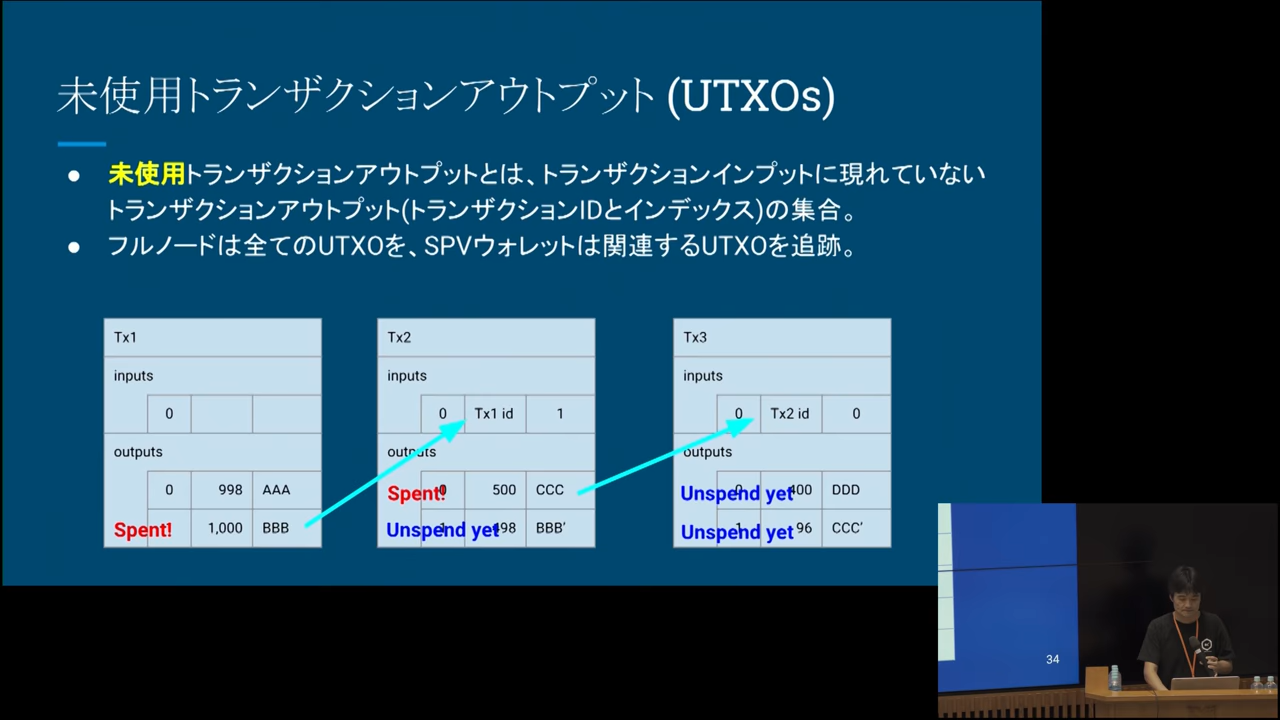 未使用トランザクションアウトプット (UTXOs)
● 未使用トランザクションアウトプットとは、トランザクションインプットに現れていない
トランザクションアウトプット(トランザクションIDとインデックス)の集合。
● フルノードは全てのUTXOを、SPVウォレットは関連するUTXOを追跡。
Tx1
inputs
0
outputs
0 998 AAA
Spent! 1,000 BBB
Tx2
inputs
0 Tx1 id 1
outputs
Spent! 0 500 CCC
Unspend yet 1 498 BBB’
Tx3
inputs
0 Tx2 id 0
outputs
Unspend yet 0 400 DDD
Unspend yet 1 96 CCC’
34